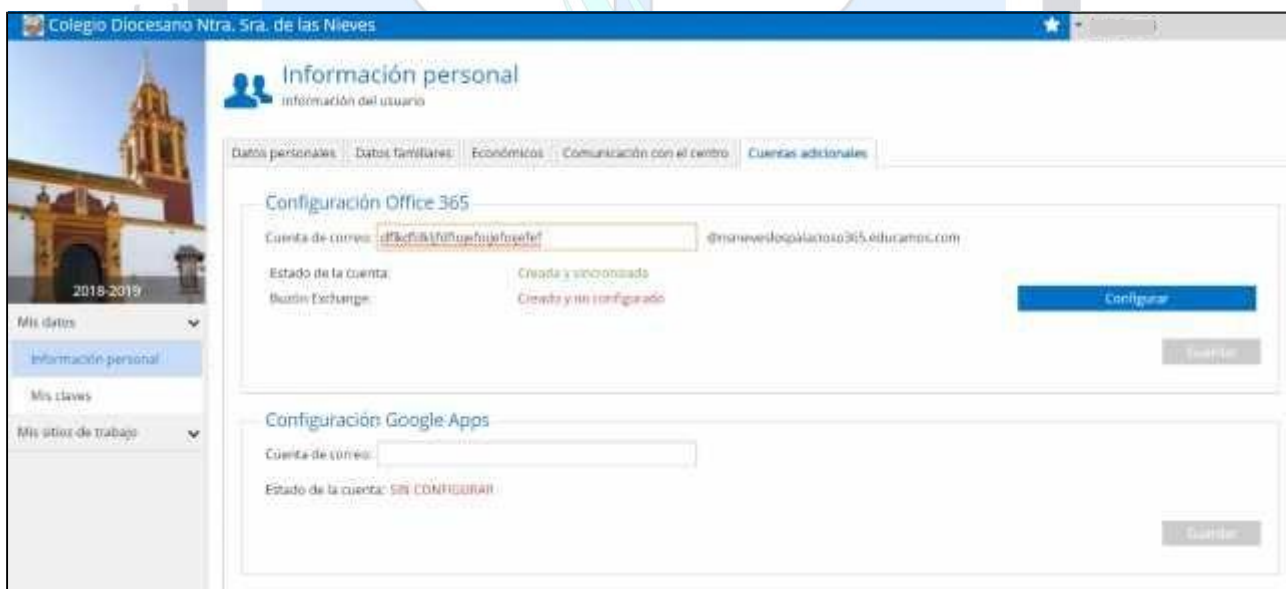 Colegio Diocesano Ntra. Sra. de las Nieves
Información personal
información del usuario
Datos personales Datos familiares Económicos Comunicación con el centro Cuentas adicionales
2018-2019
Mis datos
Información personal
Mis claves
Mis sitios de trabajo
Configuración Office 365
Cuenta de correo:
Estado de la cuenta: Creada y sincronizada
Buzón Exchange: Creado y no configurado
Configurar
Guardar
Configuración Google Apps
Cuenta de correo:
Estado de la cuenta: SIN CONFIGURAR
Guardar